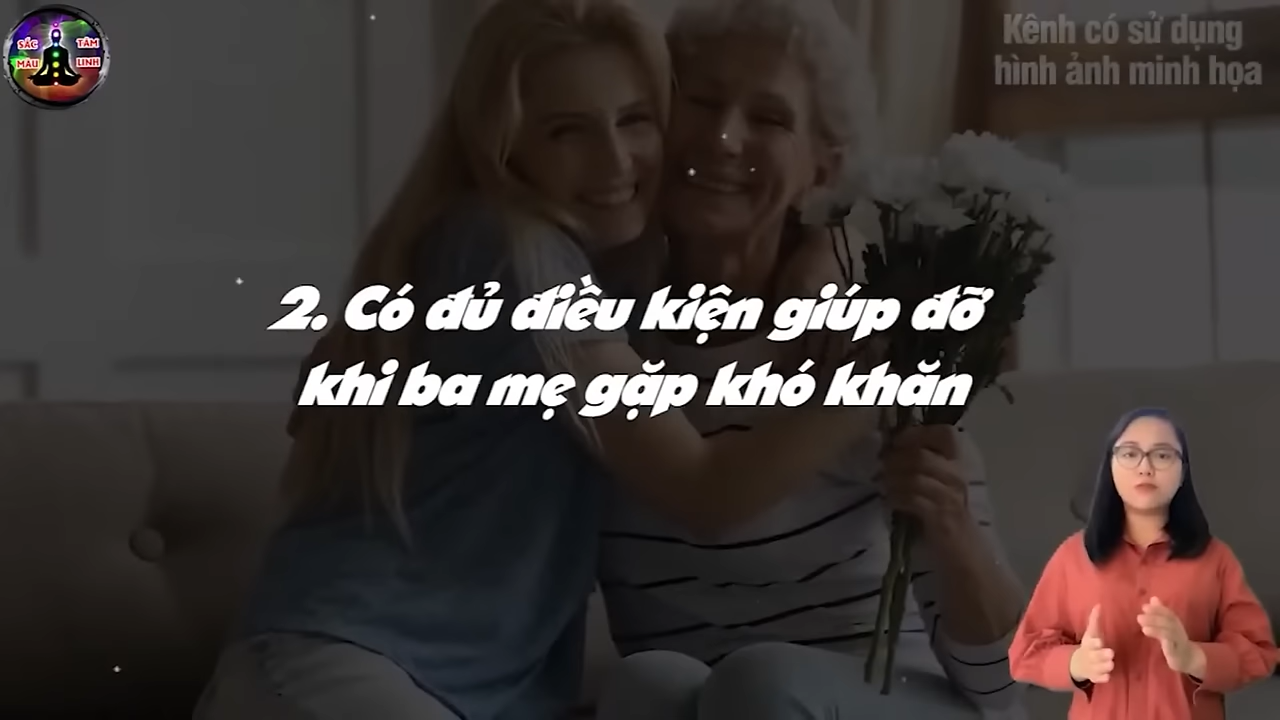 SẮC TÂM
MÀU LINH
Kênh có sử dụng
hình ảnh minh họa
2. Có đủ điều kiện giúp đỡ
khi ba mẹ gặp khó khăn